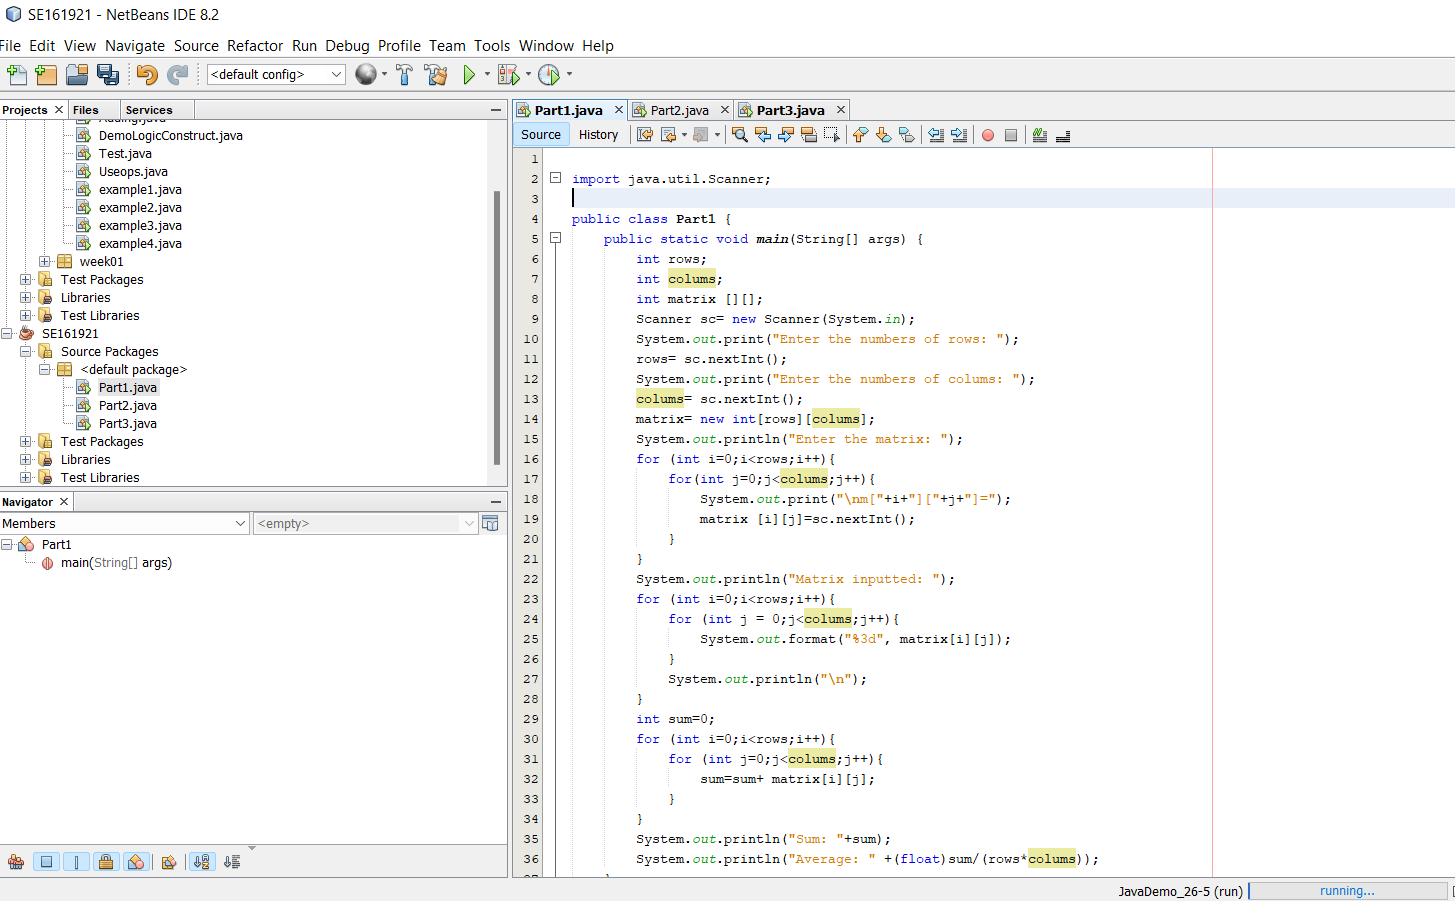 SE161921 - NetBeans IDE 8.2
File Edit View Navigate Source Refactor Run Debug Profile Team Tools Window Help
<default config>
Projects Files Services
DemoLogicConstruct.java
Test.java
Useops.java
example1.java
example2.java
example3.java
example4.java
week01
Test Packages
Libraries
Test Libraries
SE161921
Source Packages
<default package>
Part1.java
Part2.java
Part3.java
Test Packages
Libraries
Test Libraries
Navigator
Members <empty>
Part1
main(String[] args)
Part1.java Part2.java Part3.java
Source History
1
2 import java.util.Scanner;
3
4 public class Part1 {
5 public static void main(String[] args) {
6 int rows;
7 int colums;
8 int matrix [][];
9 Scanner sc= new Scanner(System.in);
10 System.out.print("Enter the numbers of rows: ");
11 rows= sc.nextInt();
12 System.out.print("Enter the numbers of colums: ");
13 colums= sc.nextInt();
14 matrix= new int[rows][colums];
15 System.out.println("Enter the matrix: ");
16 for (int i=0;i<rows;i++){
17 for(int j=0;j<colums;j++){
18 System.out.print("\nm["+i+"]["+j+"]=");
19 matrix [i][j]=sc.nextInt();
20 }
21 }
22 System.out.println("Matrix inputted: ");
23 for (int i=0;i<rows;i++){
24 for (int j = 0;j<colums;j++){
25 System.out.format("%3d", matrix[i][j]);
26 }
27 System.out.println("\n");
28 }
29 int sum=0;
30 for (int i=0;i<rows;i++){
31 for (int j=0;j<colums;j++){
32 sum=sum+ matrix[i][j];
33 }
34 }
35 System.out.println("Sum: "+sum);
36 System.out.println("Average: " +(float)sum/(rows*colums));
JavaDemo_26-5 (run) running...